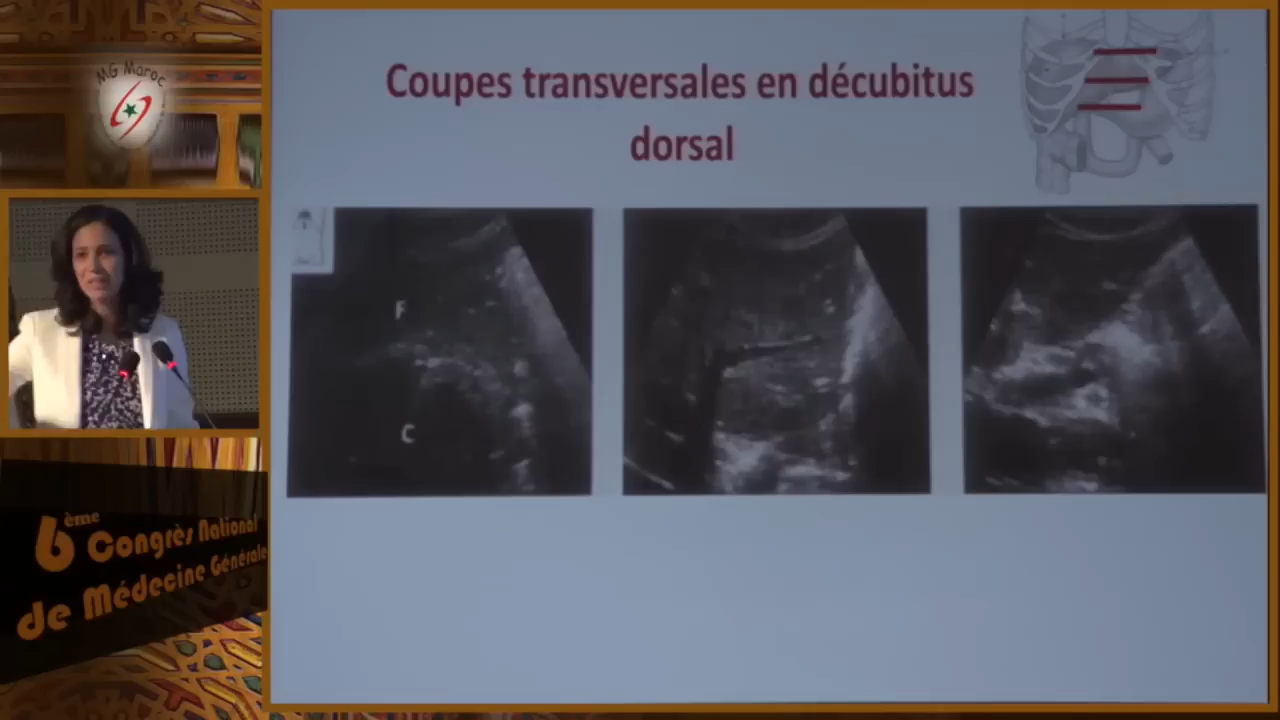 MG Maroc
Coupes transversales en décubitus
dorsal
F
C
F
6ème Congrès National
de Médecine Générale